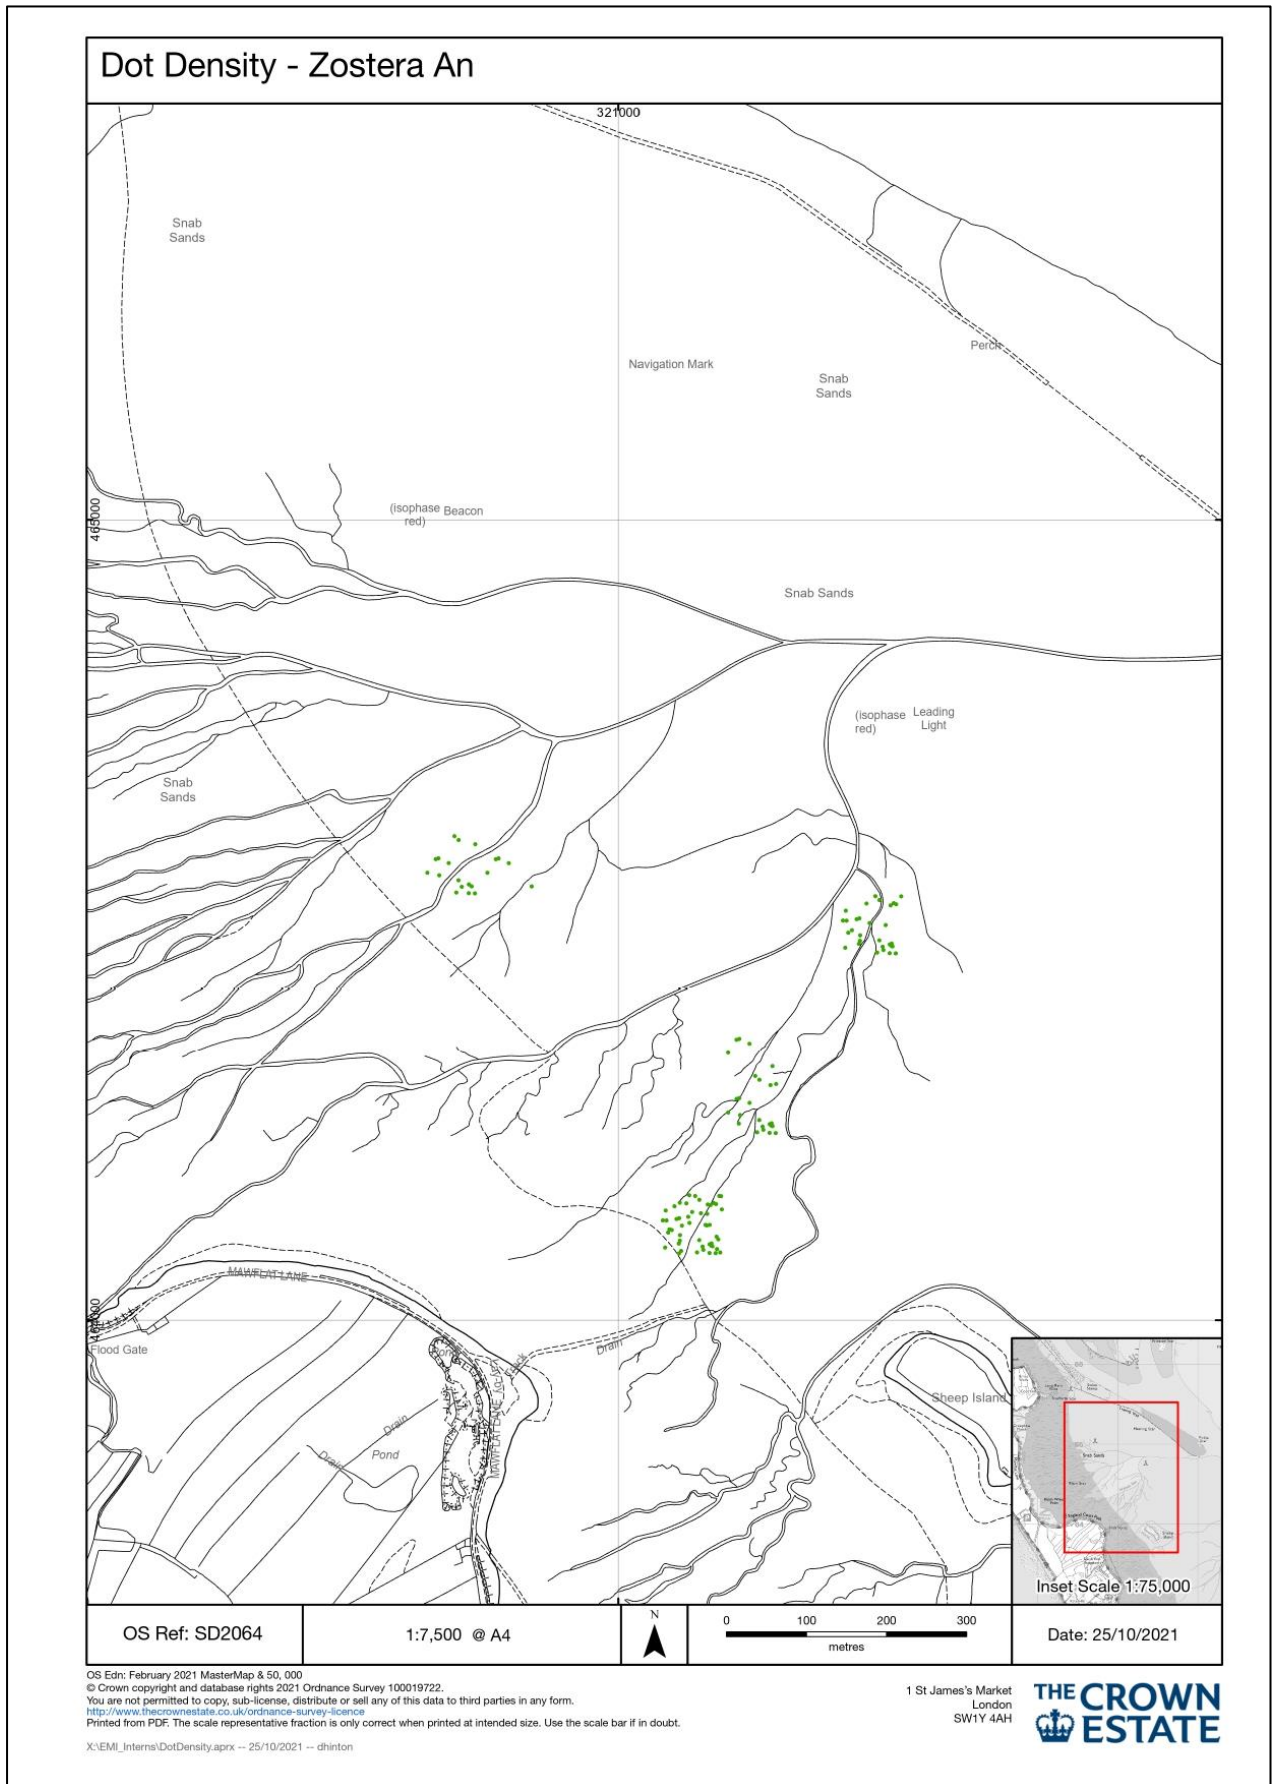 Dot Density - Zostera An
321000
Snab
Sands
Perch
Navigation Mark
Snab
Sands
465000
(isophase
red)
Beacon
Snab Sands
(isophase
red)
Leading
Light
Snab
Sands
MAWFLAT LANE
Flood Gate
Drain
MAWFLAT LANE
Sheep Island
Drain
Pond
Drain
Inset Scale 1:75,000
OS Ref: SD2064
1:7,500 @ A4
N
0 100 200 300
metres
Date: 25/10/2021
OS Edn: February 2021 MasterMap & 50, 000
© Crown copyright and database rights 2021 Ordnance Survey 100019722.
You are not permitted to copy, sub-license, distribute or sell any of this data to third parties in any form.
http://www.thecrownestate.co.uk/ordnance-survey-licence
Printed from PDF. The scale representative fraction is only correct when printed at intended size. Use the scale bar if in doubt.
X:\EMI_Interns\DotDensity.aprx -- 25/10/2021 -- dhinton
1 St James's Market
London
SW1Y 4AH
THE CROWN
ESTATE